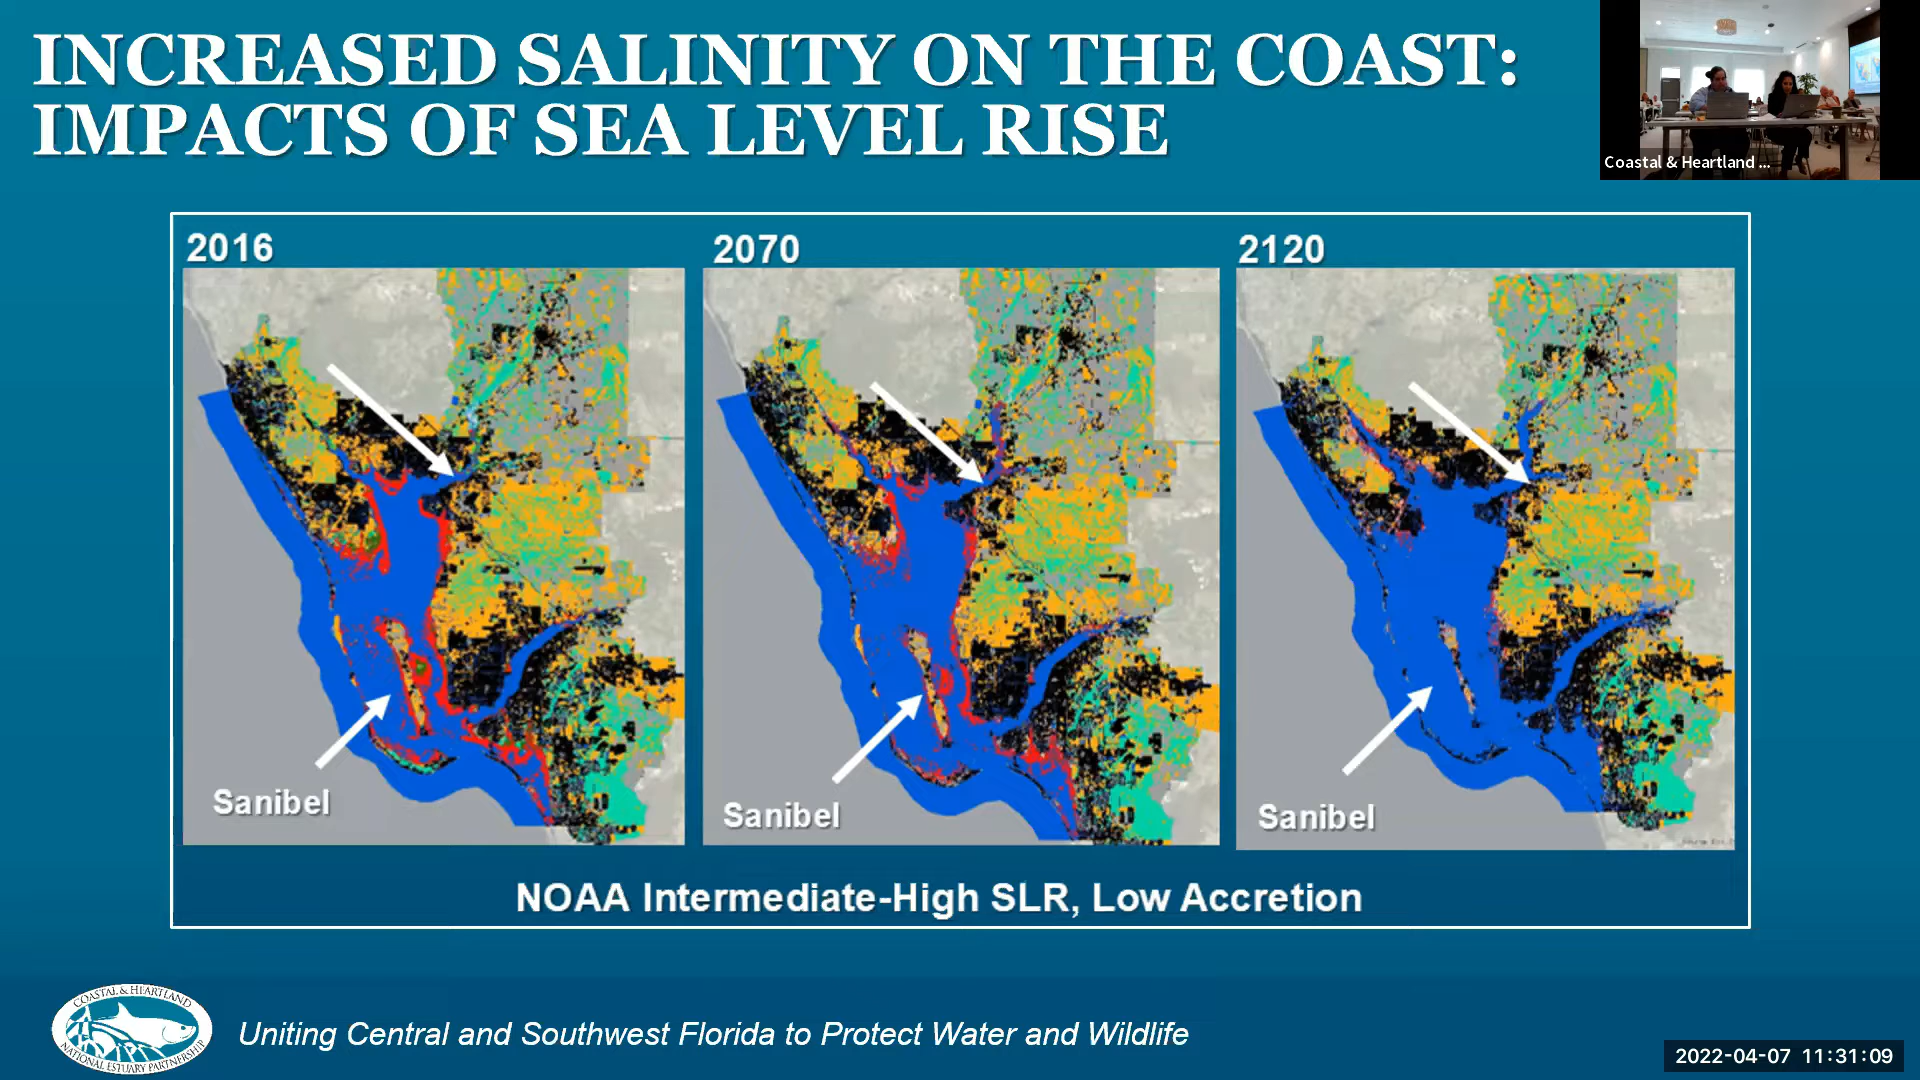 INCREASED SALINITY ON THE COAST:
IMPACTS OF SEA LEVEL RISE
Coastal & Heartland ...
2016
2070
2120
Sanibel
Sanibel
Sanibel
NOAA Intermediate-High SLR, Low Accretion
COASTAL & HEARTLAND
NATIONAL ESTUARY PARTNERSHIP
Uniting Central and Southwest Florida to Protect Water and Wildlife
2022-04-07 11:31:09